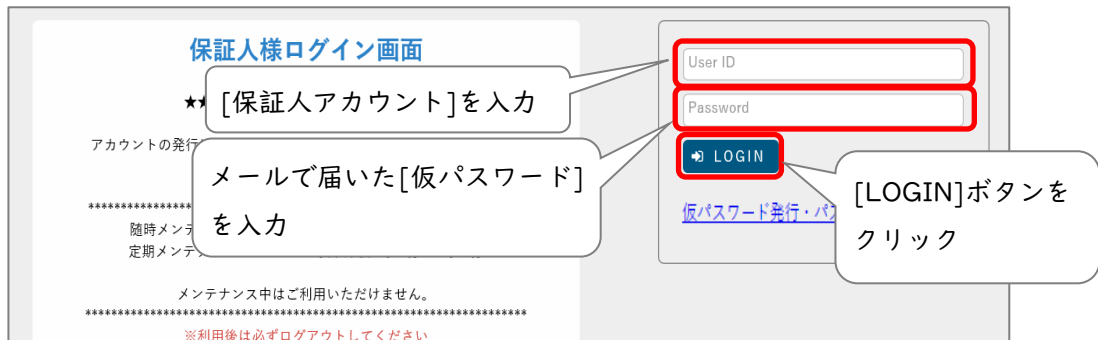 保証人様ログイン画面
★★
[保証人アカウント]を入力
アカウントの発行
メールで届いた[仮パスワード]
を入力
随時メンテ
定期メンテ
メンテナンス中はご利用いただけません。
**********************************************************************
※利用後は必ずログアウトしてください
User ID
Password
LOGIN
仮パスワード発行・パス
[LOGIN]ボタンを
クリック